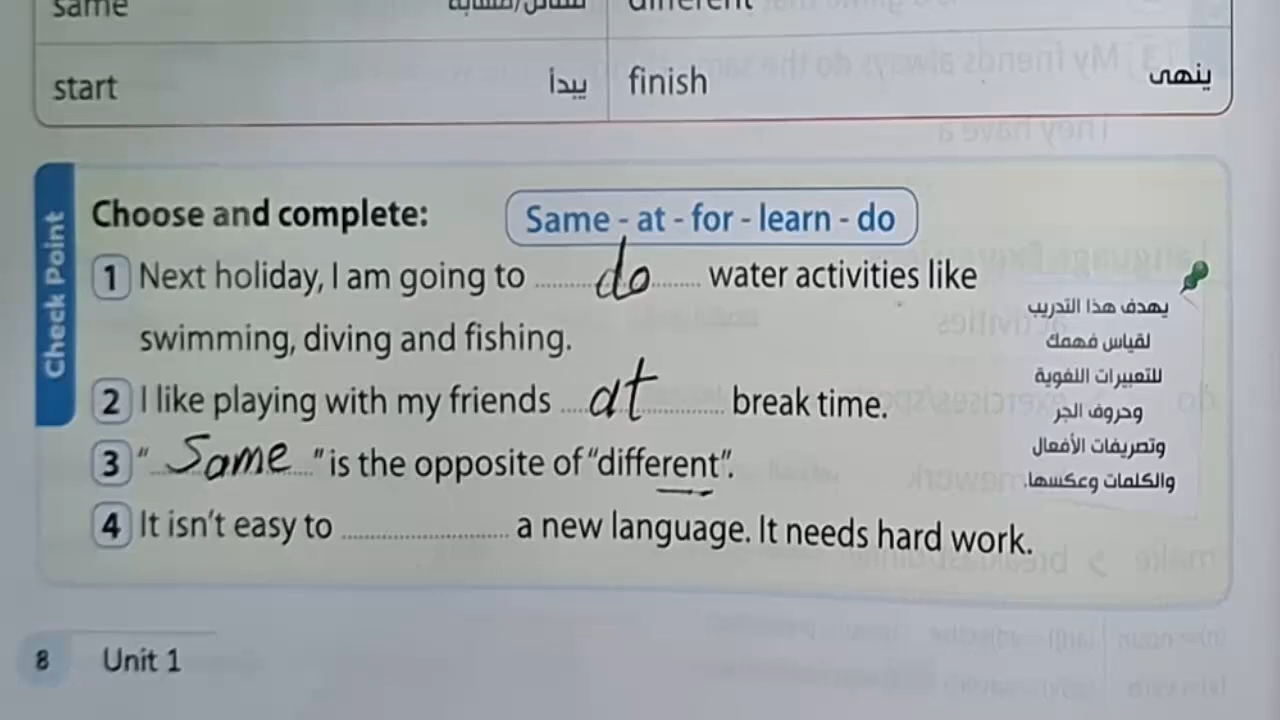 same متماثل/متشابه different
start يبدأ finish ينهى
Check Point
Choose and complete: Same - at - for - learn - do
1 Next holiday, I am going to do water activities like
swimming, diving and fishing.
2 I like playing with my friends at break time.
3 " Same " is the opposite of "different".
4 It isn't easy to .................... a new language. It needs hard work.
يهدف هذا التدريب
لقياس فهمك
للتعبيرات اللغوية
وحروف الجر
وتصريفات الأفعال
والكلمات وعكسها.
8 Unit 1